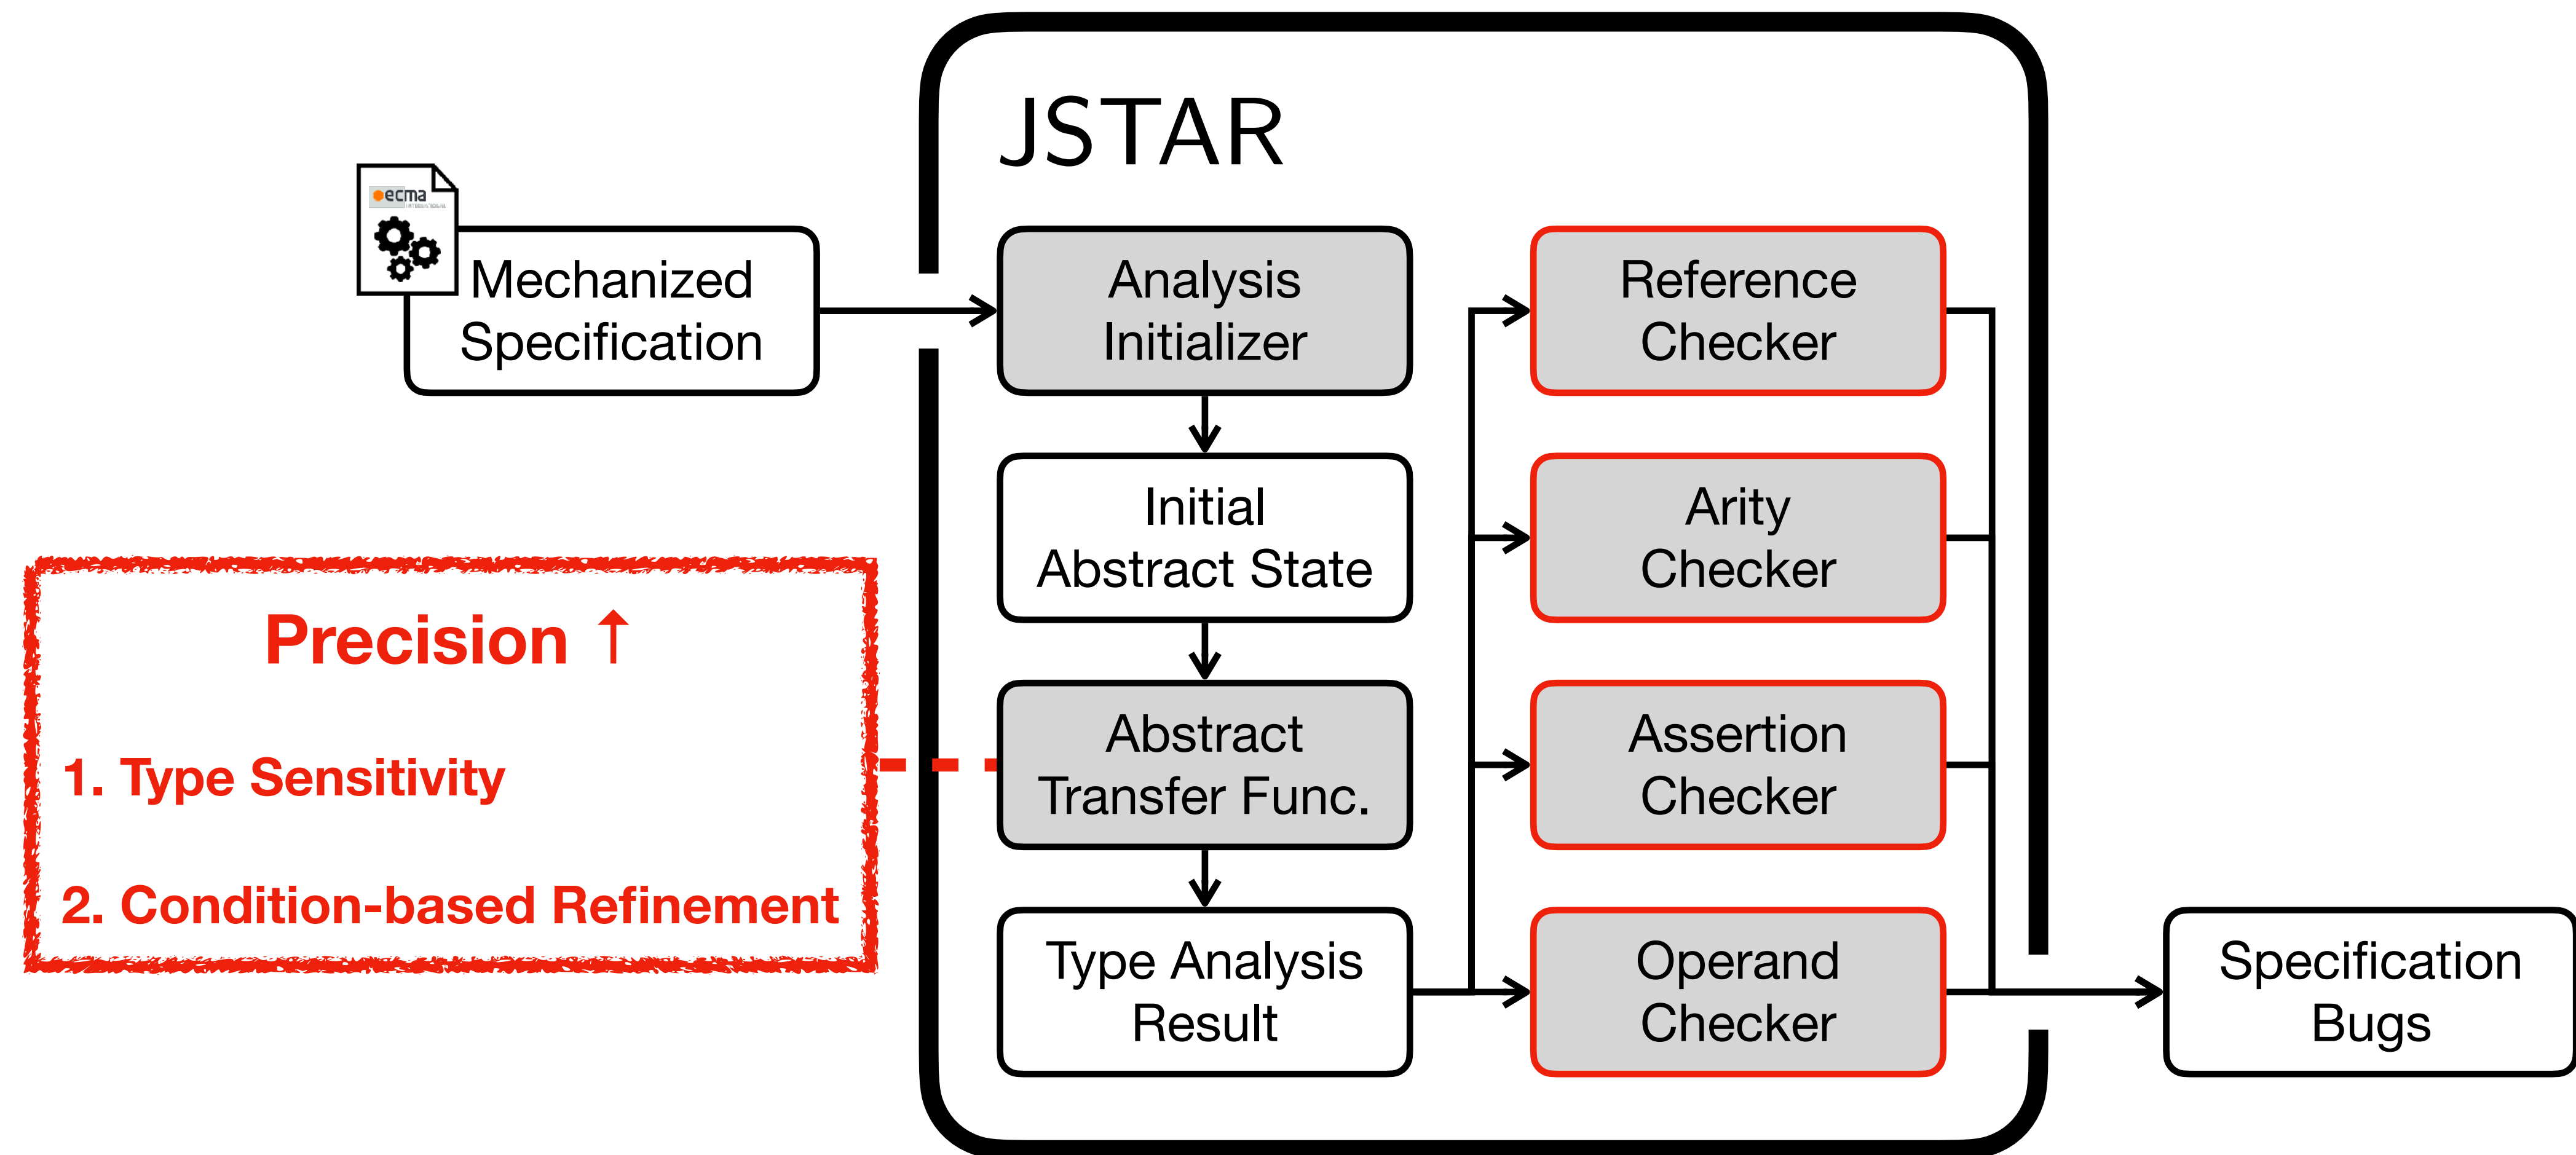 JSTAR
ecma
INTERNATIONAL
Mechanized
Specification
Analysis
Initializer
Reference
Checker
Initial
Abstract State
Arity
Checker
Precision ↑
1. Type Sensitivity
2. Condition-based Refinement
Abstract
Transfer Func.
Assertion
Checker
Type Analysis
Result
Operand
Checker
Specification
Bugs